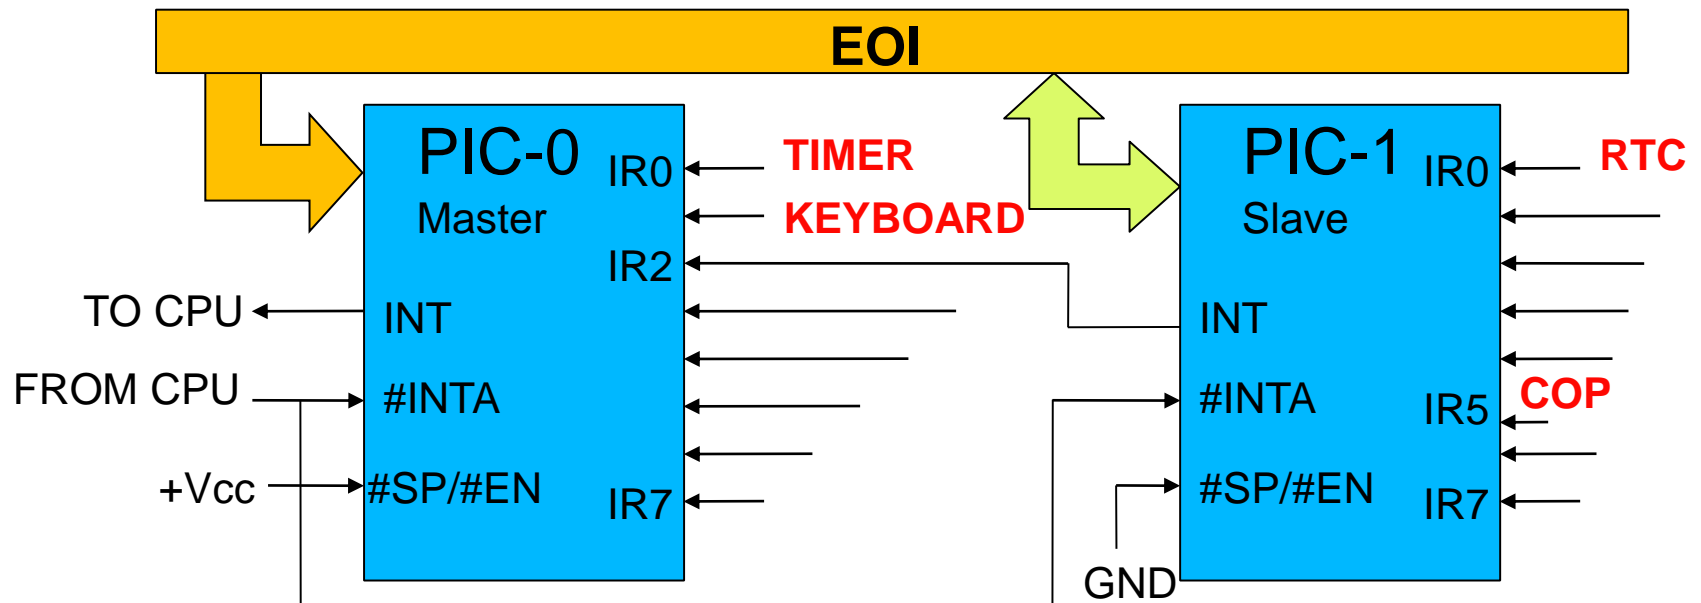 EOI
PIC-0
Master
IR0
TIMER
KEYBOARD
IR2
TO CPU
INT
FROM CPU
#INTA
+Vcc
#SP/#EN
IR7
PIC-1
Slave
IR0
RTC
INT
#INTA
IR5
COP
#SP/#EN
IR7
GND